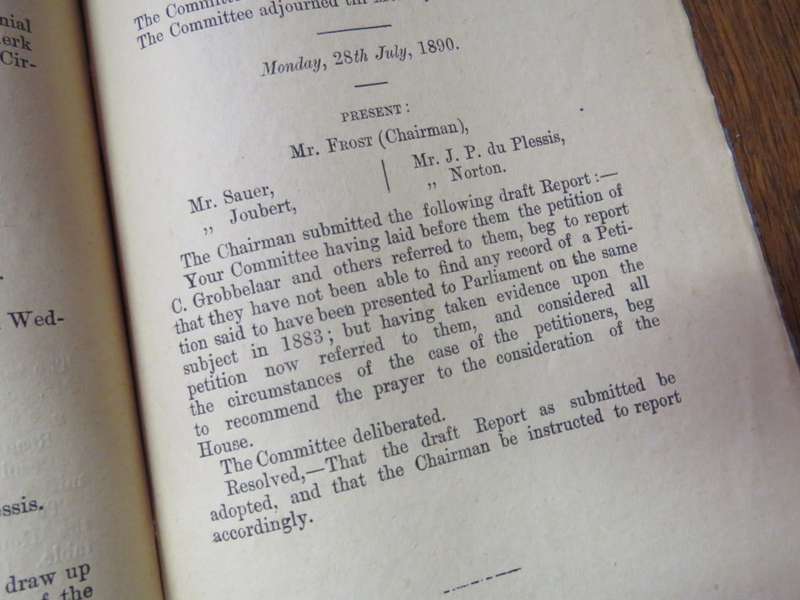 nial
erk
Cir-
Wed-
ssis.
draw up
of the
The Committee
The Committee adjourned
Monday, 28th July, 1890.
PRESENT:
Mr. FROST (Chairman),
Mr. Sauer,
„ Joubert,
Mr. J. P. du Plessis,
„ Norton.
The Chairman submitted the following draft Report:—
Your Committee having laid before them the petition of
C. Grobbelaar and others referred to them, beg to report
that they have not been able to find any record of a Peti-
tion said to have been presented to Parliament on the same
subject in 1883; but having taken evidence upon the
petition now referred to them, and considered all
the circumstances of the case of the petitioners, beg
to recommend the prayer to the consideration of the
House.
The Committee deliberated.
Resolved,—That the draft Report as submitted be
adopted, and that the Chairman be instructed to report
accordingly.